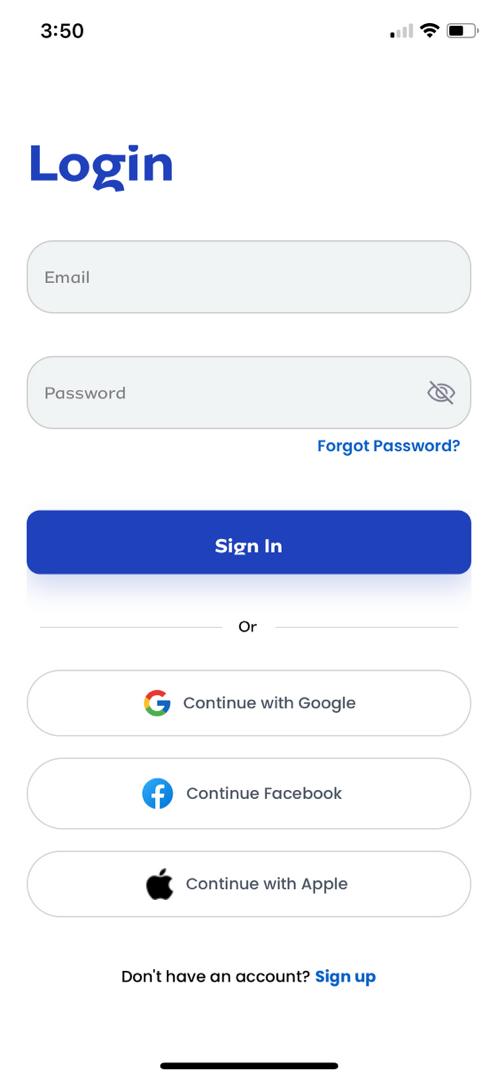 3:50
Login
Email
Password
Forgot Password?
Sign In
Or
Continue with Google
Continue Facebook
Continue with Apple
Don't have an account? Sign up